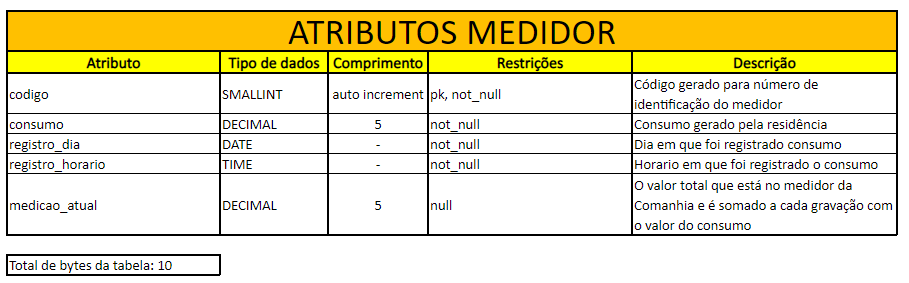 ATRIBUTOS MEDIDOR
Atributo Tipo de dados Comprimento Restrições Descrição
codigo SMALLINT auto increment pk, not_null Código gerado para número de
identificação do medidor
consumo DECIMAL 5 not_null Consumo gerado pela residência
registro_dia DATE - not_null Dia em que foi registrado consumo
registro_horario TIME - not_null Horario em que foi registrado o consumo
medicao_atual DECIMAL 5 null O valor total que está no medidor da
Comanhia e é somado a cada gravação com
o valor do consumo
Total de bytes da tabela: 10